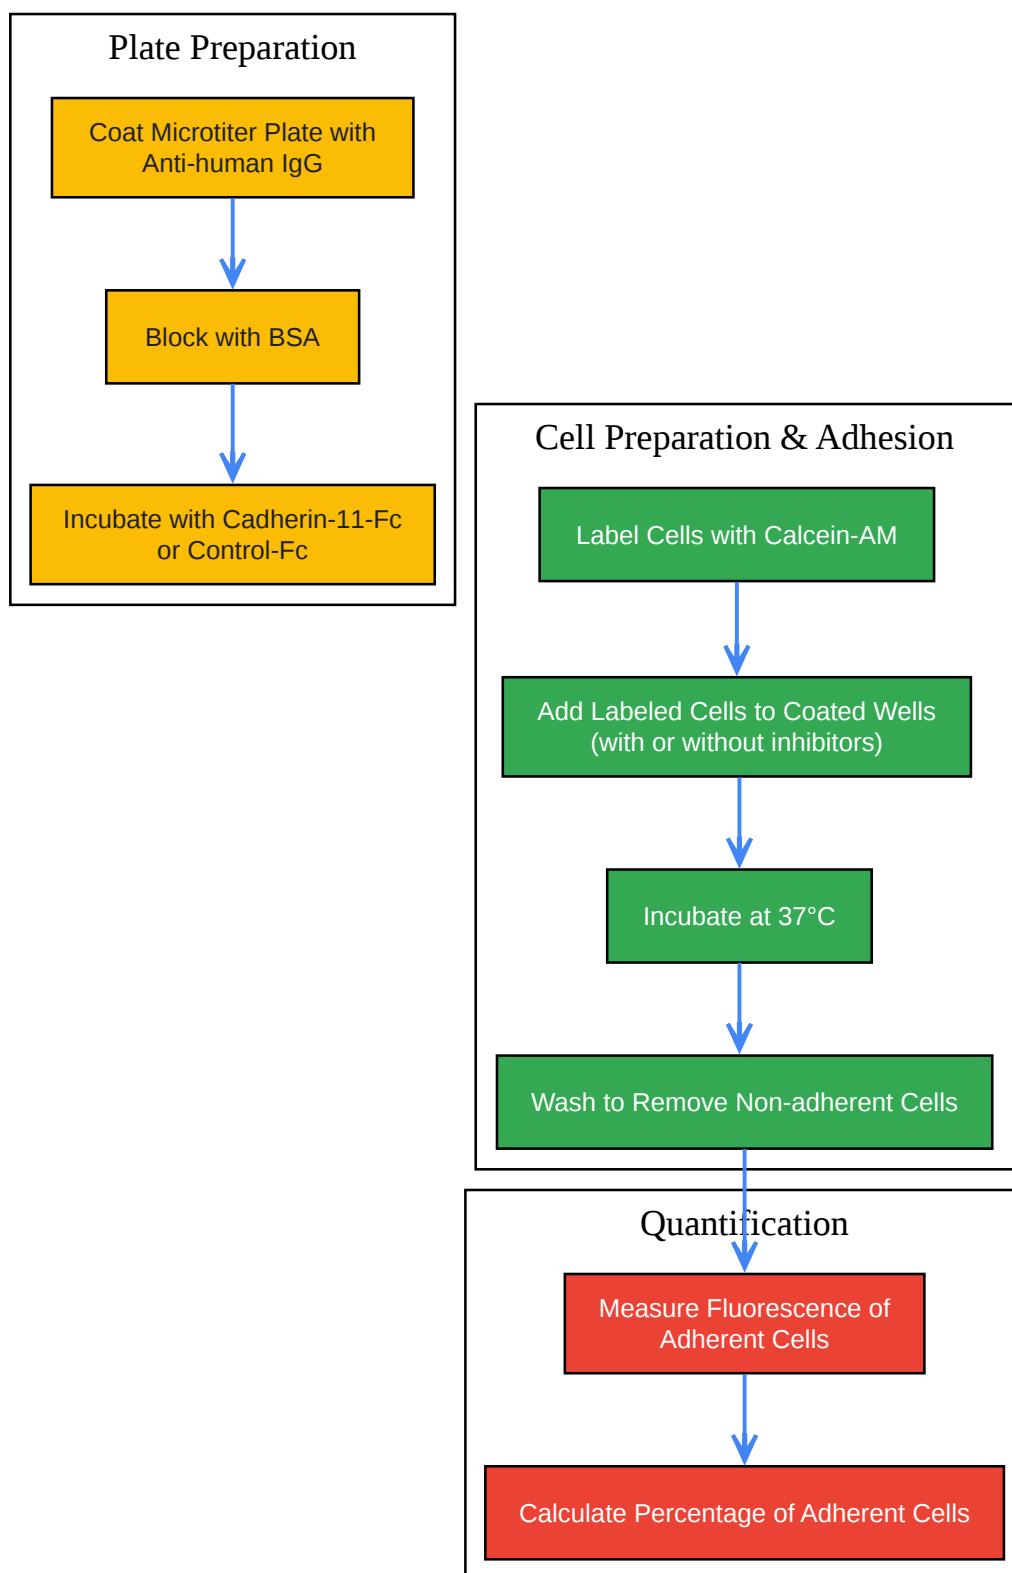 Plate Preparation
Coat Microtiter Plate with
Anti-human IgG
Block with BSA
Incubate with Cadherin-11-Fc
or Control-Fc
Cell Preparation & Adhesion
Label Cells with Calcein-AM
Add Labeled Cells to Coated Wells
(with or without inhibitors)
Incubate at 37°C
Wash to Remove Non-adherent Cells
Quantification
Measure Fluorescence of
Adherent Cells
Calculate Percentage of Adherent Cells